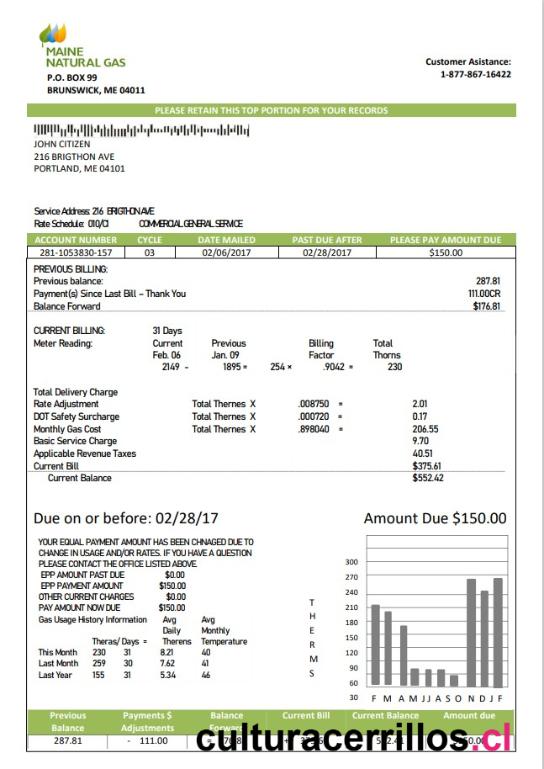 MAINE
NATURAL GAS
P.O. BOX 99
BRUNSWICK, ME 04011
Customer Asistance:
1-877-867-16422
PLEASE RETAIN THIS TOP PORTION FOR YOUR RECORDS
JOHN CITIZEN
216 BRIGTHON AVE
PORTLAND, ME 04101
Service Address: 216 BRIGTHON AVE
Rate Schedule: 010/C1 COMMERCIAL GENERAL SERVICE
ACCOUNT NUMBER CYCLE DATE MAILED PAST DUE AFTER PLEASE PAY AMOUNT DUE
281-1053830-157 03 02/06/2017 02/28/2017 $150.00
PREVIOUS BILLING:
Previous balance: 287.81
Payment(s) Since Last Bill – Thank You 111.00CR
Balance Forward $176.81
CURRENT BILLING: 31 Days
Meter Reading: Current Previous Billing Total
Feb. 06 Jan. 09 Factor Thorns
2149 - 1895 = 254 × .9042 = 230
Total Delivery Charge
Rate Adjustment Total Thernes X .008750 = 2.01
DOT Safety Surcharge Total Thernes X .000720 = 0.17
Monthly Gas Cost Total Thernes X .898040 = 206.55
Basic Service Charge 9.70
Applicable Revenue Taxes 40.51
Current Bill $375.61
Current Balance $552.42
Due on or before: 02/28/17 Amount Due $150.00
YOUR EQUAL PAYMENT AMOUNT HAS BEEN CHNAGED DUE TO
CHANGE IN USAGE AND/OR RATES. IF YOU HAVE A QUESTION
PLEASE CONTACT THE OFFICE LISTED ABOVE.
EPP AMOUNT PAST DUE $0.00
EPP PAYMENT AMOUNT $150.00
OTHER CURRENT CHARGES $0.00
PAY AMOUNT NOW DUE $150.00
Gas Usage History Information Avg Avg
Daily Monthly
Theras/ Days = Therens Temperature
This Month 230 31 8.21 40
Last Month 259 30 7.62 41
Last Year 155 31 5.34 46
THERMS
300
270
240
210
180
150
120
90
60
30
F M A M J J A S O N D J F
Previous Payments $ Balance Current Bill Current Balance Amount due
Balance Adjustments
287.81 - 111.00
culturacerrillos.cl